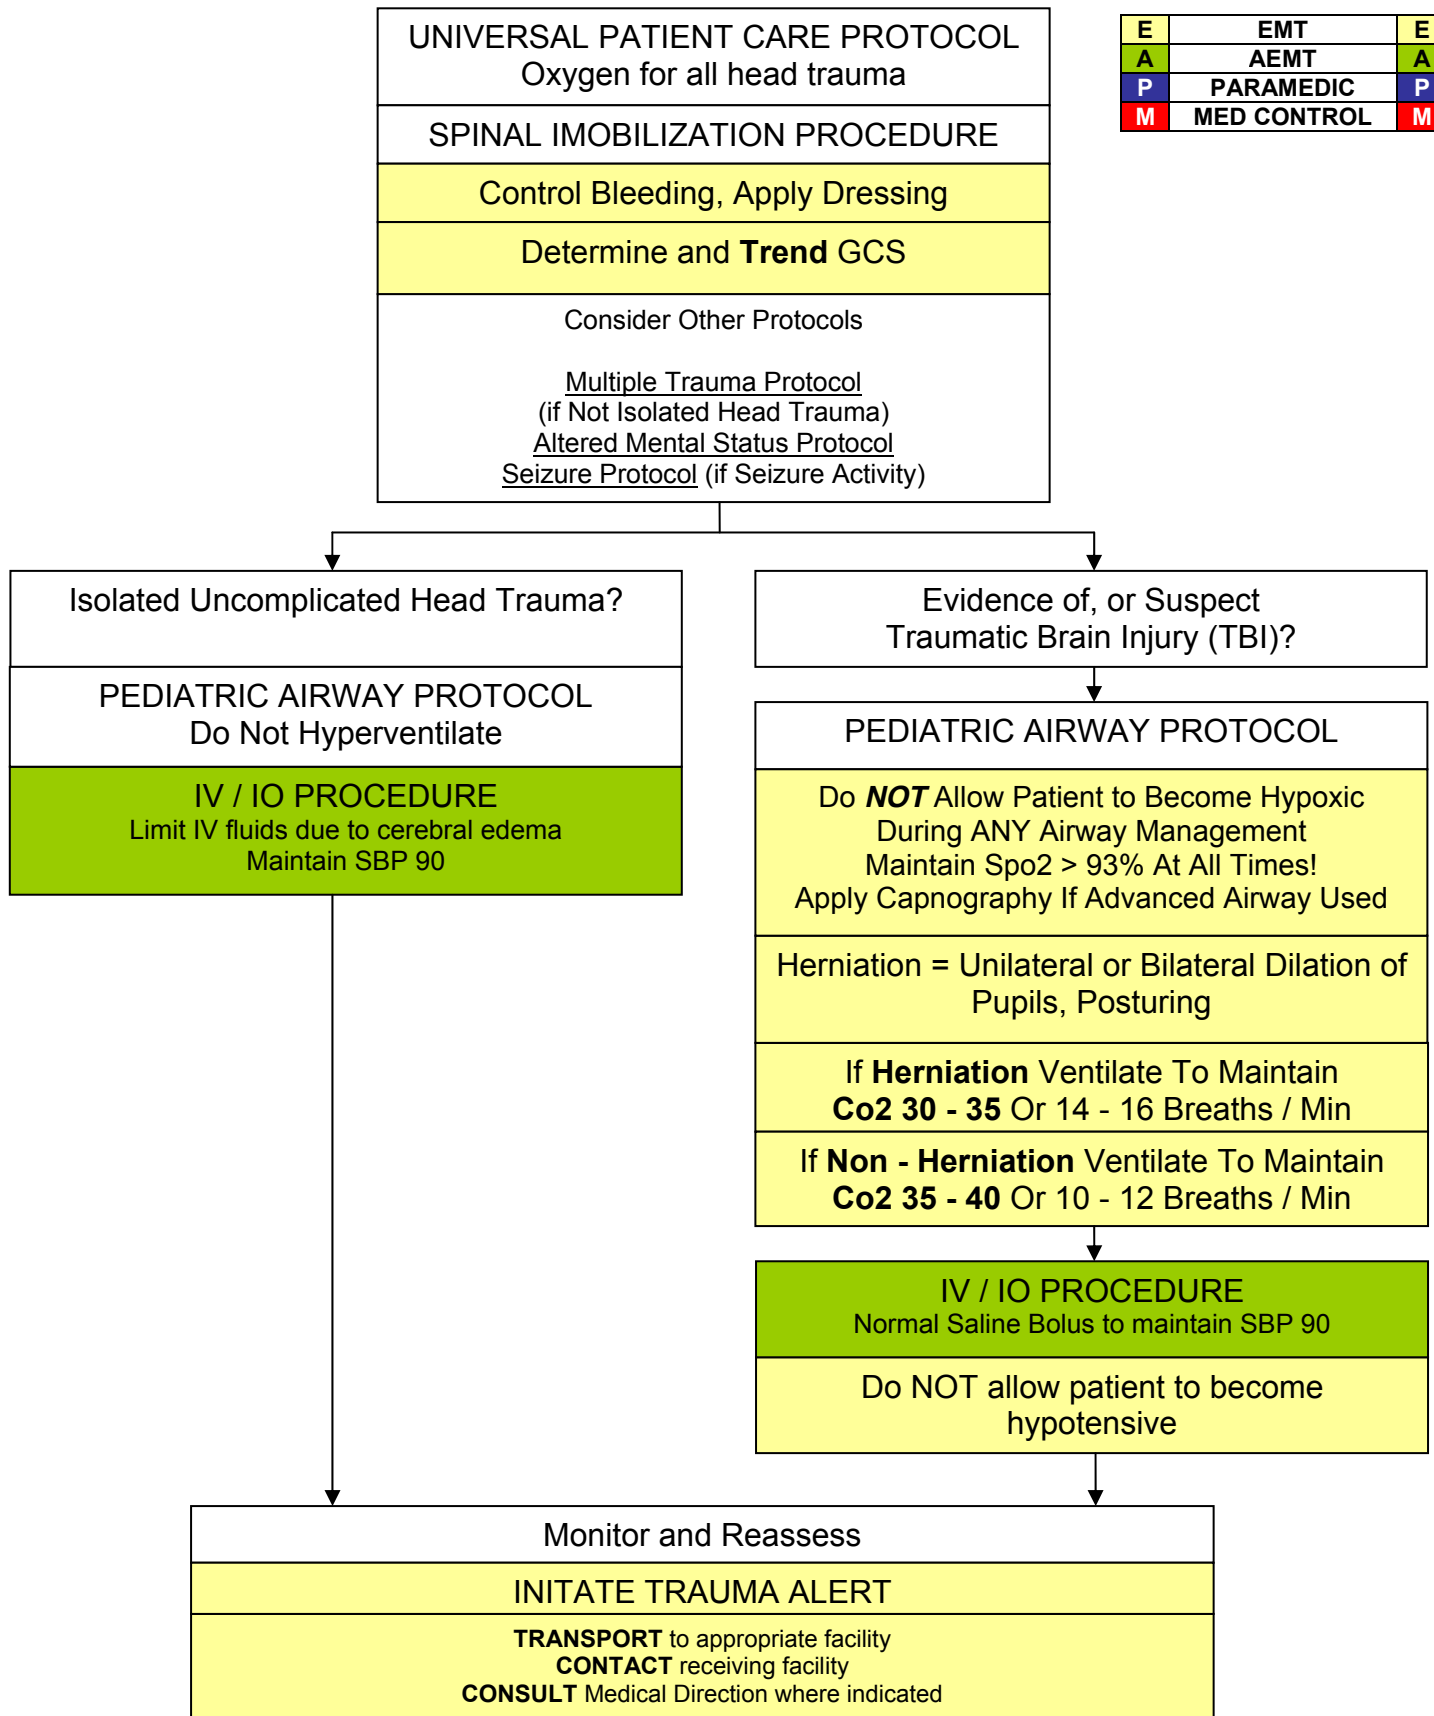 UNIVERSAL PATIENT CARE PROTOCOL
Oxygen for all head trauma
SPINAL IMOBILIZATION PROCEDURE
Control Bleeding, Apply Dressing
Determine and Trend GCS
Consider Other Protocols
Multiple Trauma Protocol
(if Not Isolated Head Trauma)
Altered Mental Status Protocol
Seizure Protocol (if Seizure Activity)
E EMT E
A AEMT A
P PARAMEDIC P
M MED CONTROL M
Isolated Uncomplicated Head Trauma?
PEDIATRIC AIRWAY PROTOCOL
Do Not Hyperventilate
IV / IO PROCEDURE
Limit IV fluids due to cerebral edema
Maintain SBP 90
Evidence of, or Suspect
Traumatic Brain Injury (TBI)?
PEDIATRIC AIRWAY PROTOCOL
Do NOT Allow Patient to Become Hypoxic
During ANY Airway Management
Maintain Spo2 > 93% At All Times!
Apply Capnography If Advanced Airway Used
Herniation = Unilateral or Bilateral Dilation of
Pupils, Posturing
If Herniation Ventilate To Maintain
Co2 30 - 35 Or 14 - 16 Breaths / Min
If Non - Herniation Ventilate To Maintain
Co2 35 - 40 Or 10 - 12 Breaths / Min
IV / IO PROCEDURE
Normal Saline Bolus to maintain SBP 90
Do NOT allow patient to become
hypotensive
Monitor and Reassess
INITATE TRAUMA ALERT
TRANSPORT to appropriate facility
CONTACT receiving facility
CONSULT Medical Direction where indicated